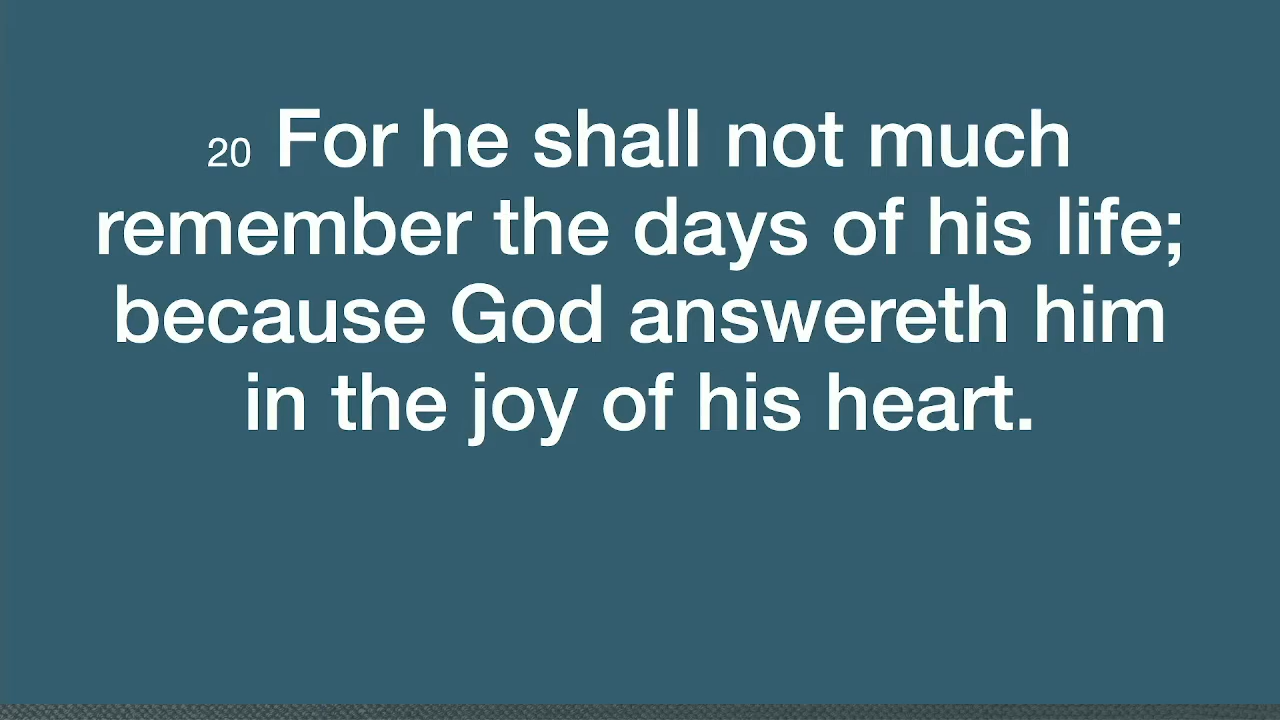 20 For he shall not much
remember the days of his life;
because God answereth him
in the joy of his heart.